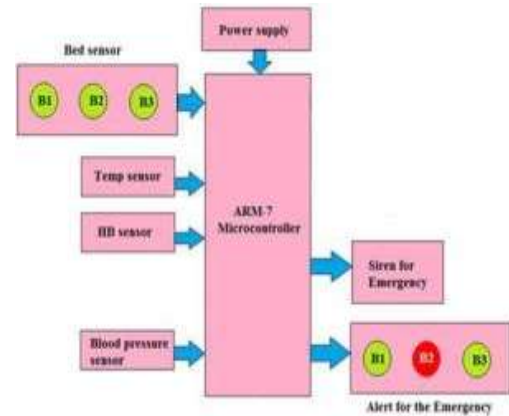 Power supply
Bed sensor
B1 B2 B3
Temp sensor
HB sensor
ARM-7
Microcontroller
Siren for
Emergency
Blood pressure
sensor
B1 B2 B3
Alert for the Emergency